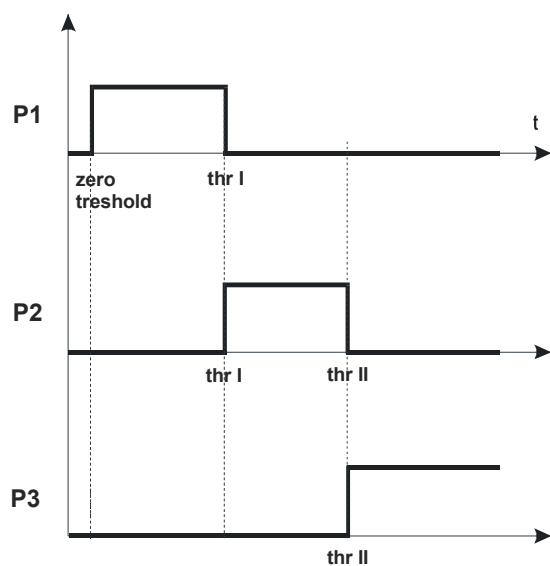 P1
t
zero
treshold
thr I
P2
thr I
thr II
P3
thr II